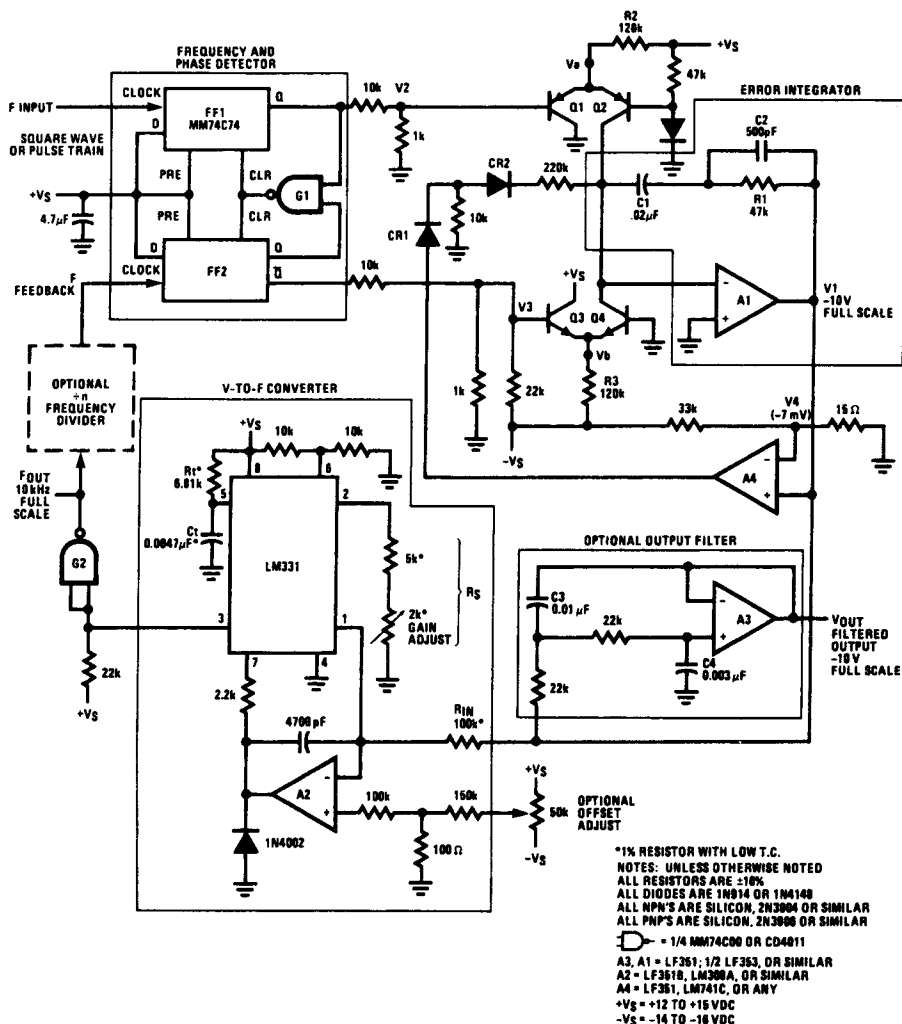 FREQUENCY AND
PHASE DETECTOR
F INPUT
SQUARE WAVE
OR PULSE TRAIN
CLOCK
FF1
MM74C74
Q
D
PRE
CLR
+VS
4.7µF
G1
PRE
CLR
D
Q
Q̄
FF2
CLOCK
F
FEEDBACK
10k
V2
1k
R2
120k
Va
+VS
47k
Q1
Q2
ERROR INTEGRATOR
C2
500pF
CR2
220k
C1
.02µF
R1
47k
10k
CR1
10k
V3
+VS
Q3
Q4
Vb
R3
120k
-
+
A1
V1
-10V
FULL SCALE
1k
22k
-VS
33k
V4
(-7 mV)
15Ω
-
+
A4
OPTIONAL
÷n
FREQUENCY
DIVIDER
FOUT
10kHz
FULL
SCALE
G2
22k
+VS
V-TO-F CONVERTER
+VS
10k
10k
Rt*
6.81k
8
6
5
2
Ct
0.0047µF*
LM331
5k*
RS
2k*
GAIN
ADJUST
3
1
7
4
2.2k
4700pF
RIN
100k*
-
+
A2
100k
150k
100Ω
1N4002
+VS
50k
-VS
OPTIONAL
OFFSET
ADJUST
OPTIONAL OUTPUT FILTER
C3
0.01 µF
22k
-
+
A3
C4
0.003 µF
22k
VOUT
FILTERED
OUTPUT
-10V
FULL SCALE
*1% RESISTOR WITH LOW T.C.
NOTES: UNLESS OTHERWISE NOTED
ALL RESISTORS ARE ±10%
ALL DIODES ARE 1N914 OR 1N4148
ALL NPN'S ARE SILICON, 2N3904 OR SIMILAR
ALL PNP'S ARE SILICON, 2N3906 OR SIMILAR
= 1/4 MM74C00 OR CD4011
A3, A1 = LF351; 1/2 LF353, OR SIMILAR
A2 = LF351B, LM308A, OR SIMILAR
A4 = LF351, LM741C, OR ANY
+VS = +12 TO +15 VDC
-VS = -14 TO -16 VDC